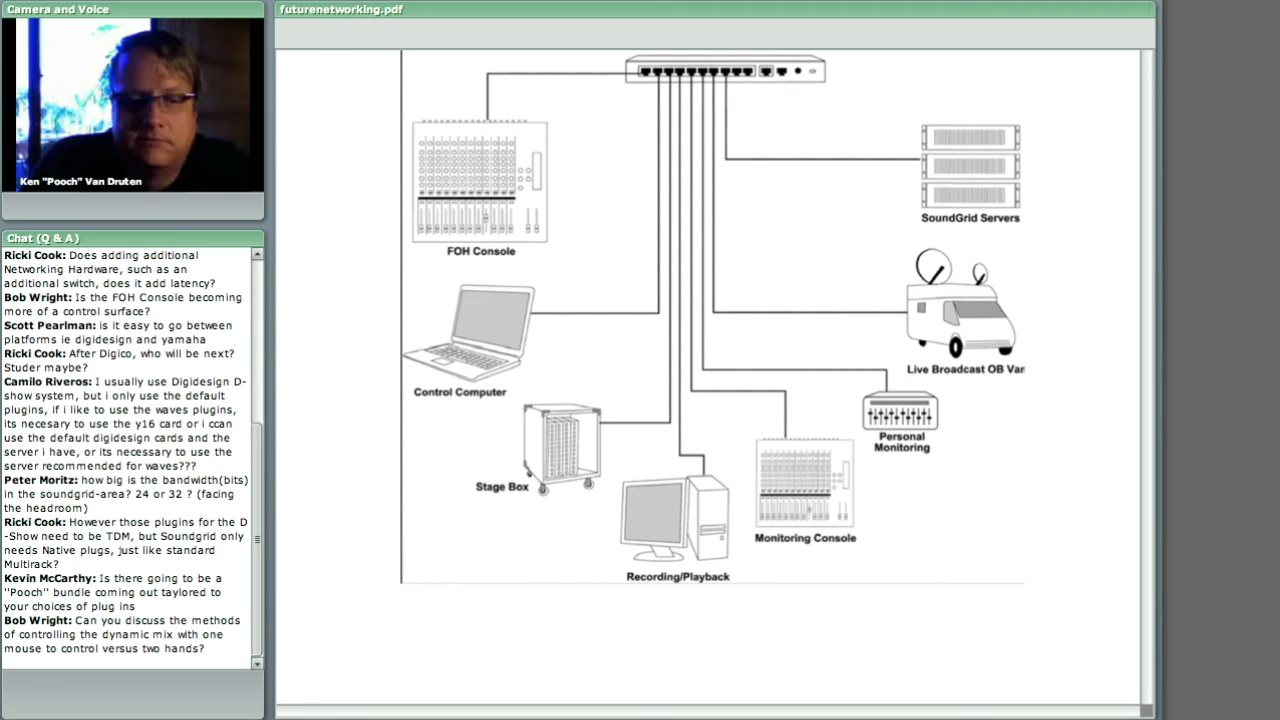 Camera and Voice
Ken "Pooch" Van Druten
Chat (Q & A)
Ricki Cook: Does adding additional
Networking Hardware, such as an
additional switch, does it add latency?
Bob Wright: Is the FOH Console becoming
more of a control surface?
Scott Pearlman: is it easy to go between
platforms ie digidesign and yamaha
Ricki Cook: After Digico, who will be next?
Studer maybe?
Camilo Riveros: I usually use Digidesign D-
show system, but i only use the default
plugins, if i like to use the waves plugins,
its necesary to use the y16 card or i ccan
use the default digidesign cards and the
server i have, or its necessary to use the
server recommended for waves???
Peter Moritz: how big is the bandwidth(bits)
in the soundgrid-area? 24 or 32 ? (facing
the headroom)
Ricki Cook: However those plugins for the D
-Show need to be TDM, but Soundgrid only
needs Native plugs, just like standard
Multirack?
Kevin McCarthy: Is there going to be a
"Pooch" bundle coming out taylored to
your choices of plug ins
Bob Wright: Can you discuss the methods
of controlling the dynamic mix with one
mouse to control versus two hands?
futurenetworking.pdf
FOH Console
SoundGrid Servers
Control Computer
Live Broadcast OB Van
Personal
Monitoring
Stage Box
Monitoring Console
Recording/Playback